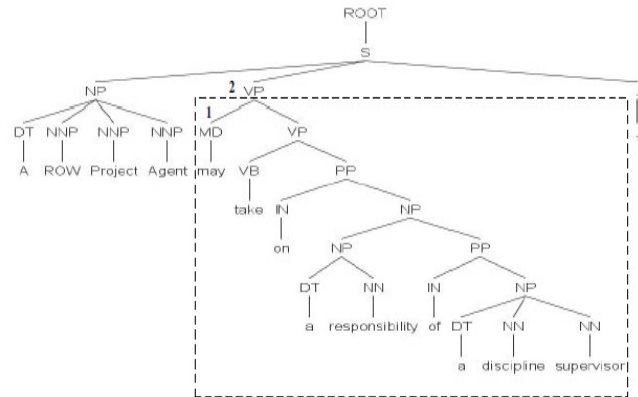 ROOT
S
NP 2 VP
1
DT NNP NNP NNP MD VP
A ROW Project Agent may VB PP
take IN NP
on NP PP
DT NN IN NP
a responsibility of DT NN NN
a discipline supervisor